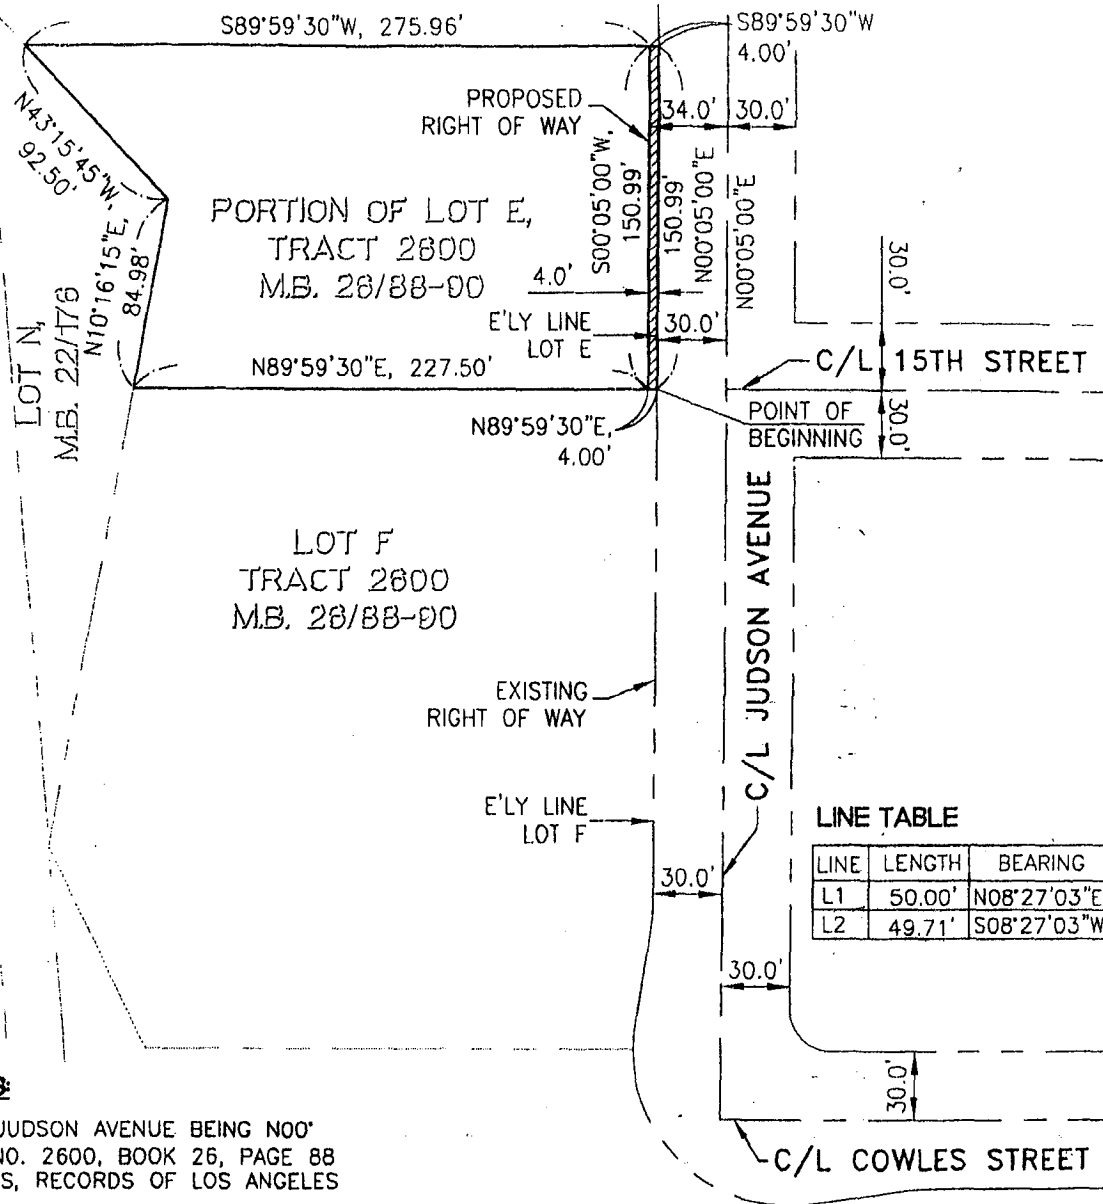 S89°59'30"W, 275.96'
S89°59'30"W
4.00'
PROPOSED
RIGHT OF WAY
34.0'
30.0'
N43°15'45"W,
92.50'
S00°05'00"W,
150.99'
150.99'
N00°05'00"E
N00°05'00"E
PORTION OF LOT E,
TRACT 2600
M.B. 26/88-90
N10°16'15"E,
84.98'
LOT N,
M.B. 22/176
4.0'
E'LY LINE
LOT E
30.0'
30.0'
C/L 15TH STREET
N89°59'30"E, 227.50'
POINT OF
BEGINNING
30.0'
N89°59'30"E,
4.00'
LOT F
TRACT 2600
M.B. 26/88-90
C/L JUDSON AVENUE
EXISTING
RIGHT OF WAY
E'LY LINE
LOT F
30.0'
30.0'
LINE TABLE
LINE LENGTH BEARING
L1 50.00' N08°27'03"E
L2 49.71' S08°27'03"W
30.0'
C/L COWLES STREET
JUDSON AVENUE BEING N00°
NO. 2600, BOOK 26, PAGE 88
S, RECORDS OF LOS ANGELES